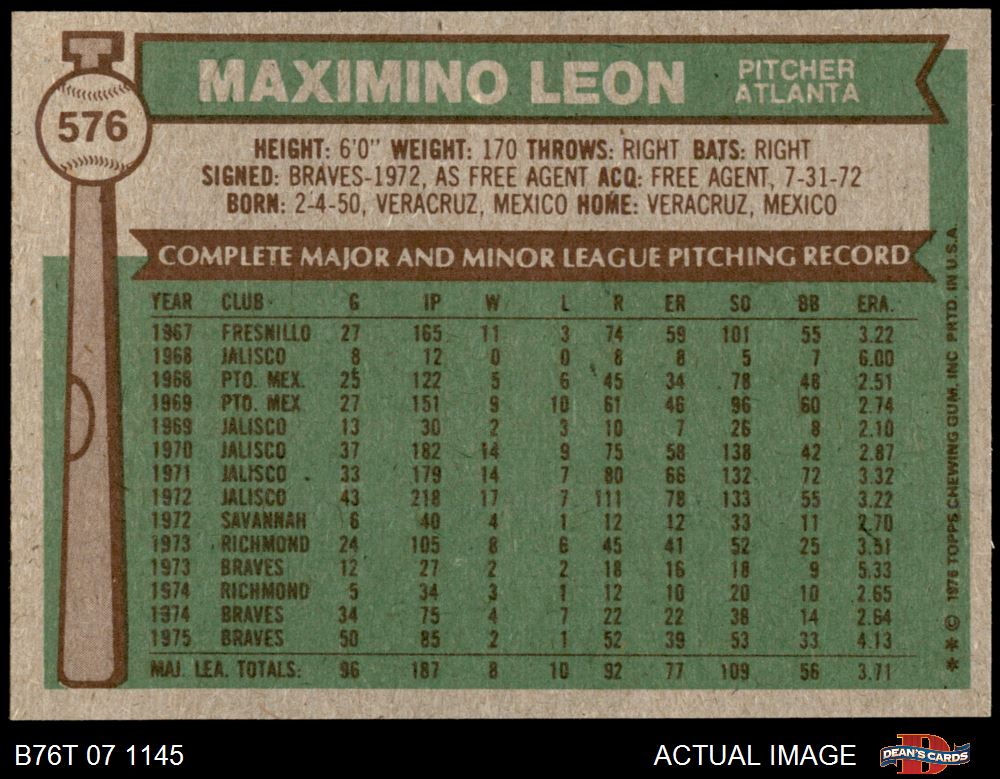 MAXIMINO LEON
PITCHER
ATLANTA
576
HEIGHT: 6'0" WEIGHT: 170 THROWS: RIGHT BATS: RIGHT
SIGNED: BRAVES-1972, AS FREE AGENT ACQ: FREE AGENT, 7-31-72
BORN: 2-4-50, VERACRUZ, MEXICO HOME: VERACRUZ, MEXICO
COMPLETE MAJOR AND MINOR LEAGUE PITCHING RECORD
YEAR CLUB G IP W L R ER SO BB ERA.
1967 FRESNILLO 27 165 11 3 74 59 101 55 3.22
1968 JALISCO 8 12 0 0 8 8 5 7 6.00
1968 PTO. MEX. 25 122 5 6 45 34 78 48 2.51
1969 PTO. MEX 27 151 9 10 61 46 96 60 2.74
1969 JALISCO 13 30 2 3 10 7 26 8 2.10
1970 JALISCO 37 182 14 9 75 58 138 42 2.87
1971 JALISCO 33 179 14 7 80 66 132 72 3.32
1972 JALISCO 43 218 17 7 111 78 133 55 3.22
1972 SAVANNAH 6 40 4 1 12 12 33 11 2.70
1973 RICHMOND 24 105 8 6 45 41 52 25 3.51
1973 BRAVES 12 27 2 2 18 16 18 9 5.33
1974 RICHMOND 5 34 3 1 12 10 20 10 2.65
1974 BRAVES 34 75 4 7 22 22 38 14 2.64
1975 BRAVES 50 85 2 1 52 39 53 33 4.13
MAJ. LEA. TOTALS: 96 187 8 10 92 77 109 56 3.71
* * © 1976 TOPPS CHEWING GUM, INC PRTD. IN U.S.A.
B76T 07 1145
ACTUAL IMAGE
D
DEAN'S CARDS